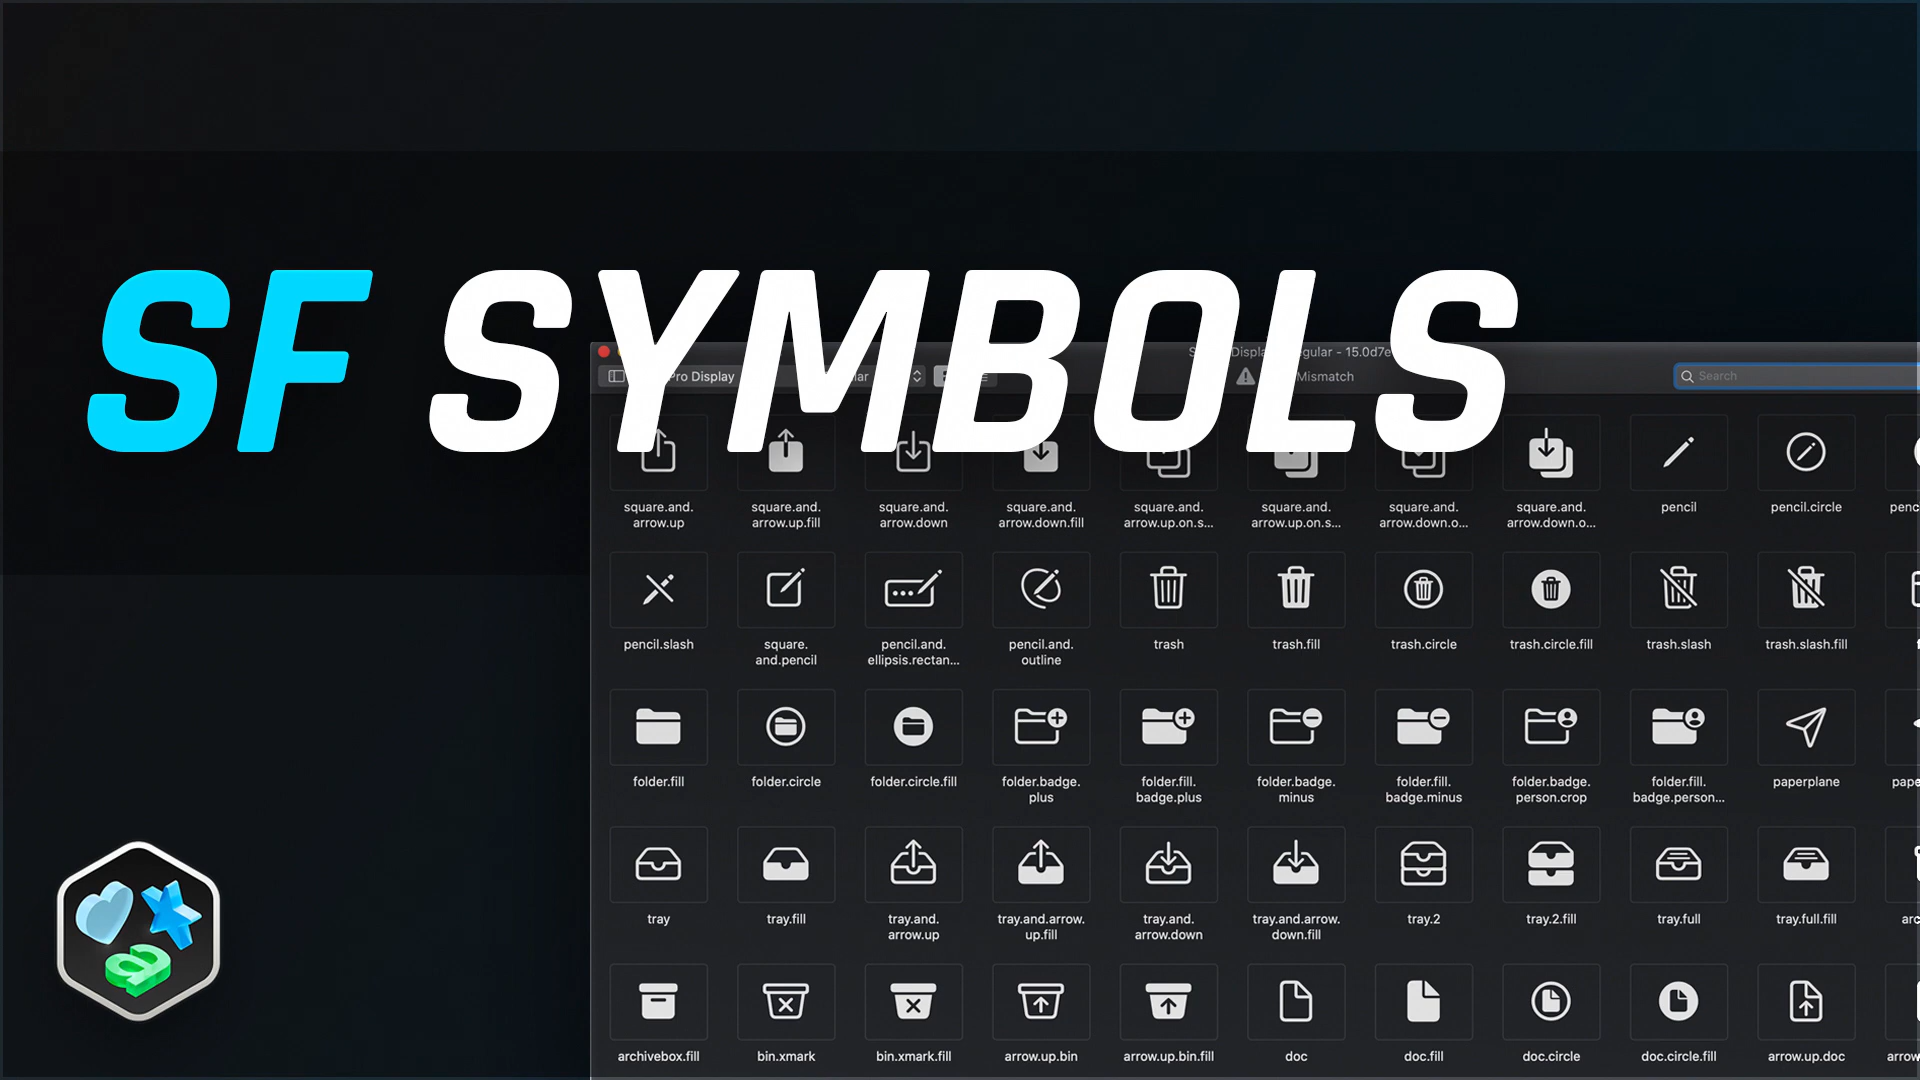 SF SYMBOLS
Pro Display
Mismatch
Search
square.and.
arrow.up
square.and.
arrow.up.fill
square.and.
arrow.down
square.and.
arrow.down.fill
square.and.
arrow.up.on.s...
square.and.
arrow.up.on.s...
square.and.
arrow.down.o...
square.and.
arrow.down.o...
pencil
pencil.circle
pencil.slash
square.
and.pencil
pencil.and.
ellipsis.rectan...
pencil.and.
outline
trash
trash.fill
trash.circle
trash.circle.fill
trash.slash
trash.slash.fill
folder.fill
folder.circle
folder.circle.fill
folder.badge.
plus
folder.fill.
badge.plus
folder.badge.
minus
folder.fill.
badge.minus
folder.badge.
person.crop
folder.fill.
badge.person...
paperplane
tray
tray.fill
tray.and.
arrow.up
tray.and.arrow.
up.fill
tray.and.
arrow.down
tray.and.arrow.
down.fill
tray.2
tray.2.fill
tray.full
tray.full.fill
archivebox.fill
bin.xmark
bin.xmark.fill
arrow.up.bin
arrow.up.bin.fill
doc
doc.fill
doc.circle
doc.circle.fill
arrow.up.doc